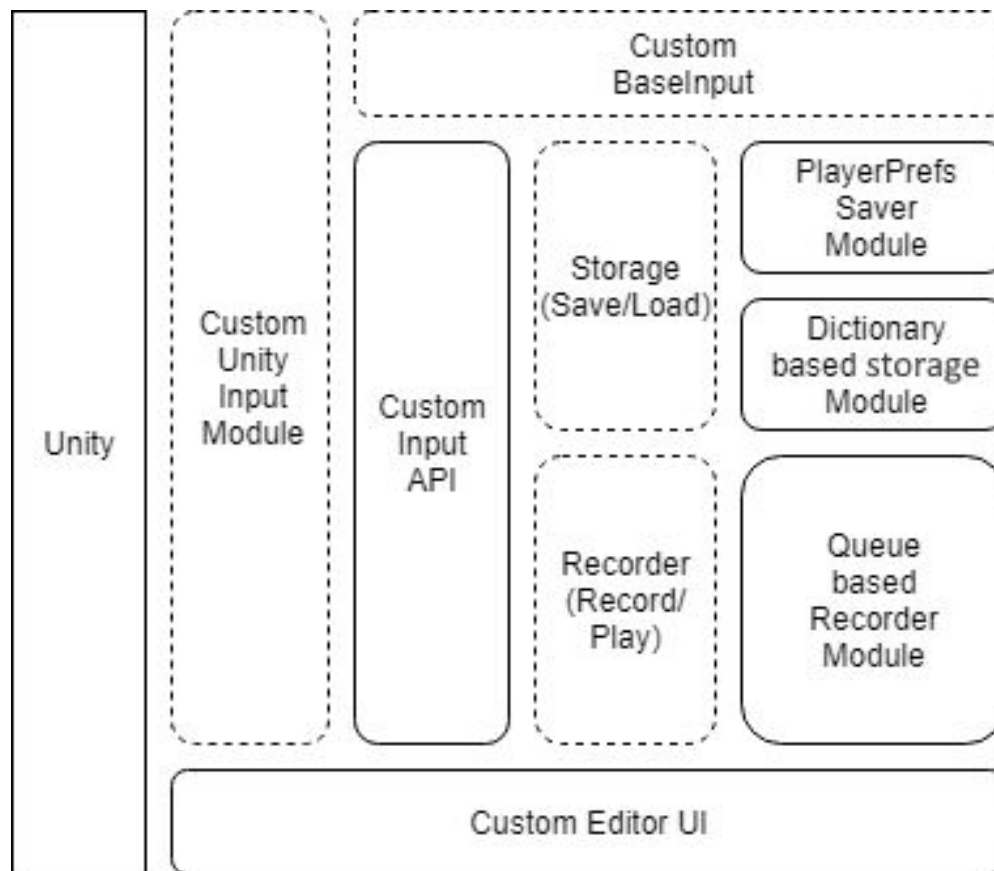 Unity
Custom
Unity
Input
Module
Custom
BaseInput
Custom
Input
API
Storage
(Save/Load)
PlayerPrefs
Saver
Module
Dictionary
based storage
Module
Recorder
(Record/
Play)
Queue
based
Recorder
Module
Custom Editor UI